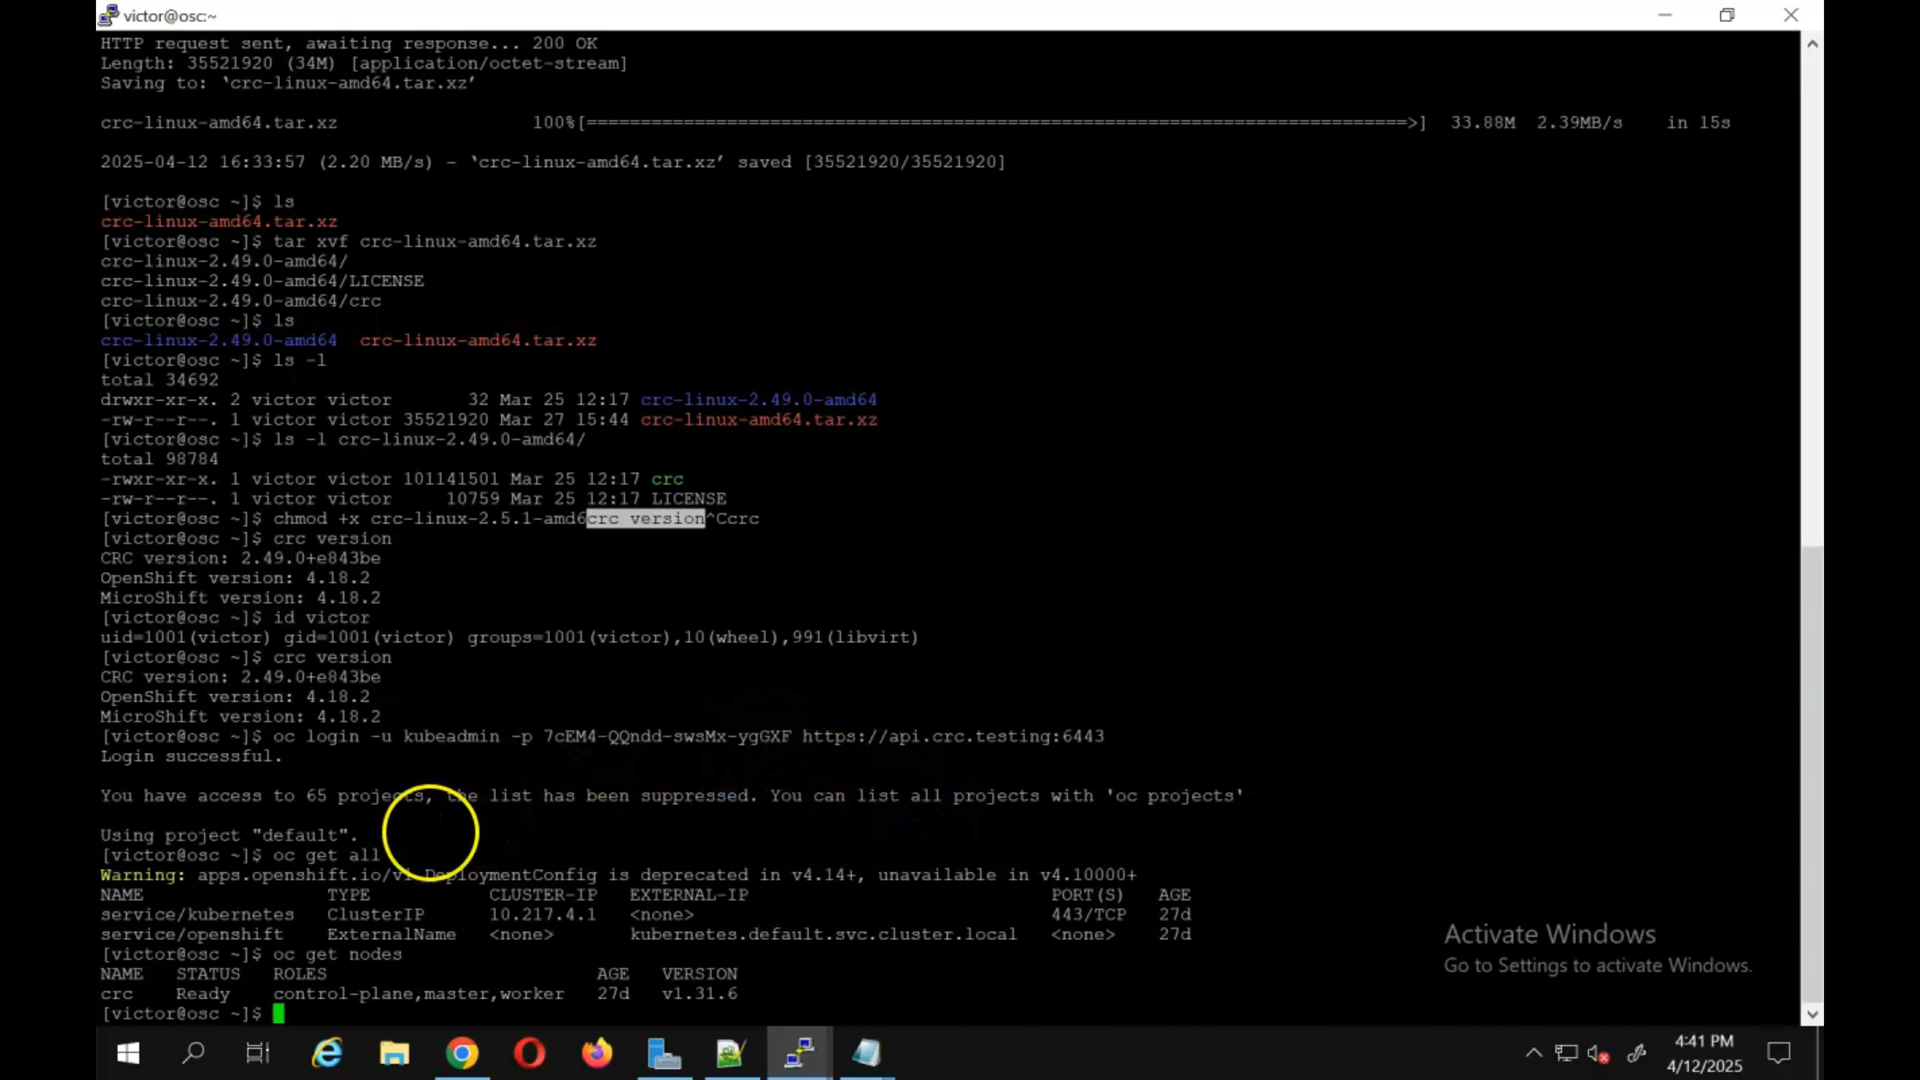 victor@osc:~
HTTP request sent, awaiting response... 200 OK
Length: 35521920 (34M) [application/octet-stream]
Saving to: ‘crc-linux-amd64.tar.xz’
crc-linux-amd64.tar.xz 100%[============================================================================>] 33.88M 2.39MB/s in 15s
2025-04-12 16:33:57 (2.20 MB/s) - ‘crc-linux-amd64.tar.xz’ saved [35521920/35521920]
[victor@osc ~]$ ls
crc-linux-amd64.tar.xz
[victor@osc ~]$ tar xvf crc-linux-amd64.tar.xz
crc-linux-2.49.0-amd64/
crc-linux-2.49.0-amd64/LICENSE
crc-linux-2.49.0-amd64/crc
[victor@osc ~]$ ls
crc-linux-2.49.0-amd64 crc-linux-amd64.tar.xz
[victor@osc ~]$ ls -l
total 34692
drwxr-xr-x. 2 victor victor 32 Mar 25 12:17 crc-linux-2.49.0-amd64
-rw-r--r--. 1 victor victor 35521920 Mar 27 15:44 crc-linux-amd64.tar.xz
[victor@osc ~]$ ls -l crc-linux-2.49.0-amd64/
total 98784
-rwxr-xr-x. 1 victor victor 101141501 Mar 25 12:17 crc
-rw-r--r--. 1 victor victor 10759 Mar 25 12:17 LICENSE
[victor@osc ~]$ chmod +x crc-linux-2.5.1-amd6crc version^Ccrc
[victor@osc ~]$ crc version
CRC version: 2.49.0+e843be
OpenShift version: 4.18.2
MicroShift version: 4.18.2
[victor@osc ~]$ id victor
uid=1001(victor) gid=1001(victor) groups=1001(victor),10(wheel),991(libvirt)
[victor@osc ~]$ crc version
CRC version: 2.49.0+e843be
OpenShift version: 4.18.2
MicroShift version: 4.18.2
[victor@osc ~]$ oc login -u kubeadmin -p 7cEM4-QQndd-swsMx-ygGXF https://api.crc.testing:6443
Login successful.
You have access to 65 projects, the list has been suppressed. You can list all projects with 'oc projects'
Using project "default".
[victor@osc ~]$ oc get all
Warning: apps.openshift.io/v1 DeploymentConfig is deprecated in v4.14+, unavailable in v4.10000+
NAME TYPE CLUSTER-IP EXTERNAL-IP PORT(S) AGE
service/kubernetes ClusterIP 10.217.4.1 <none> 443/TCP 27d
service/openshift ExternalName <none> kubernetes.default.svc.cluster.local <none> 27d
[victor@osc ~]$ oc get nodes
NAME STATUS ROLES AGE VERSION
crc Ready control-plane,master,worker 27d v1.31.6
[victor@osc ~]$
Activate Windows
Go to Settings to activate Windows.
4:41 PM
4/12/2025